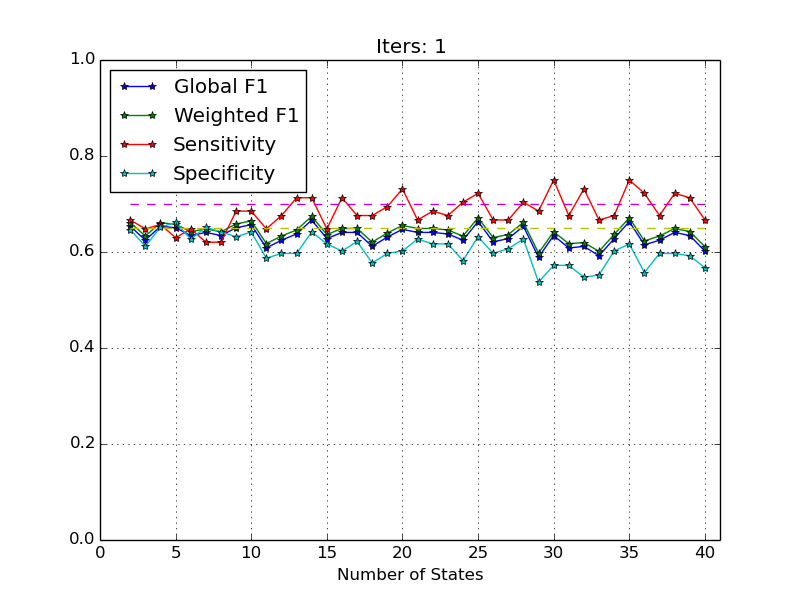 Iters: 1
1.0
Global F1
Weighted F1
Sensitivity
Specificity
0.8
0.6
0.4
0.2
0.0
0 5 10 15 20 25 30 35 40
Number of States